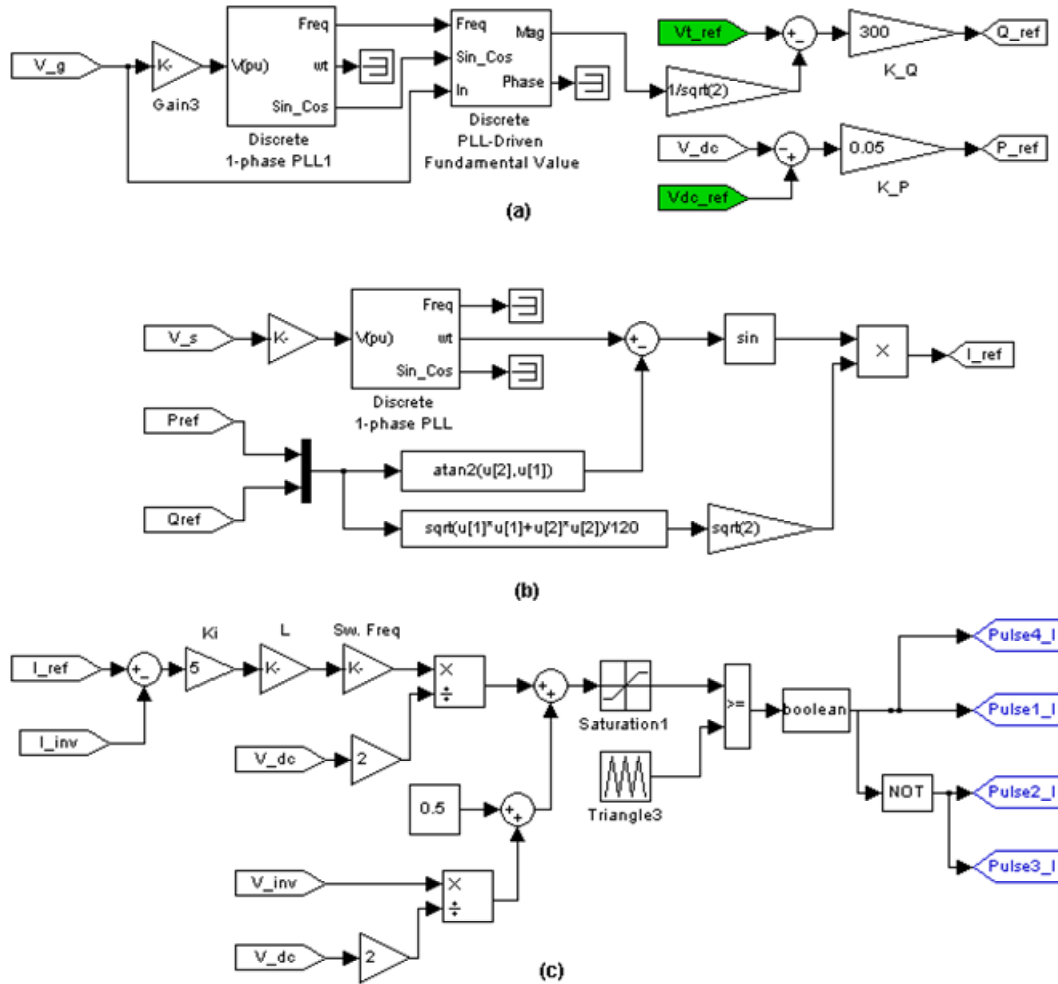 V_g
K-
Gain3
V(pu)
Freq
wt
Sin_Cos
Discrete
1-phase PLL1
Freq
Sin_Cos
In
Mag
Phase
Discrete
PLL-Driven
Fundamental Value
1/sqrt(2)
Vt_ref
+
-
300
K_Q
Q_ref
V_dc
-
+
Vdc_ref
0.05
K_P
P_ref
(a)
V_s
K-
V(pu)
Freq
wt
Sin_Cos
Discrete
1-phase PLL
+
-
sin
×
I_ref
Pref
Qref
atan2(u[2],u[1])
sqrt(u[1]*u[1]+u[2]*u[2])/120
sqrt(2)
(b)
I_ref
I_inv
+
-
Ki
5
L
K-
Sw. Freq
K-
×
÷
V_dc
2
+
+
0.5
+
+
V_inv
V_dc
2
×
÷
Saturation1
Triangle3
>=
boolean
NOT
Pulse4_I
Pulse1_I
Pulse2_I
Pulse3_I
(c)